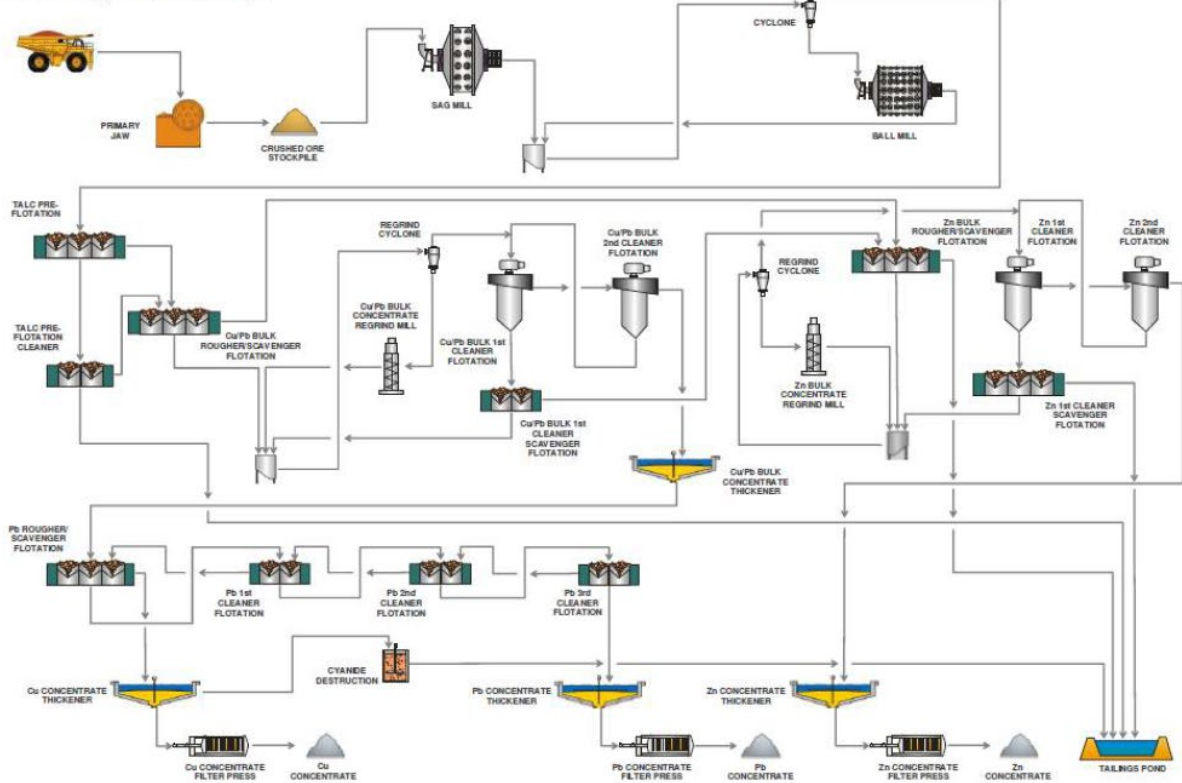 CYCLONE
SAG MILL
PRIMARY
JAW
CRUSHED ORE
STOCKPILE
BALL MILL
TALC PRE-
FLOTATION
REGRIND
CYCLONE
Cu/Pb BULK
2nd CLEANER
FLOTATION
Zn BULK
ROUGHER/SCAVENGER
FLOTATION
Zn 1st
CLEANER
FLOTATION
Zn 2nd
CLEANER
FLOTATION
REGRIND
CYCLONE
Cu/Pb BULK
CONCENTRATE
REGRIND MILL
TALC PRE-
FLOTATION
CLEANER
Cu/Pb BULK
ROUGHER/SCAVENGER
FLOTATION
Cu/Pb BULK 1st
CLEANER
FLOTATION
Zn BULK
CONCENTRATE
REGRIND MILL
Zn 1st CLEANER
SCAVENGER
FLOTATION
Cu/Pb BULK 1st
CLEANER
SCAVENGER
FLOTATION
Cu/Pb BULK
CONCENTRATE
THICKENER
Pb ROUGHER/
SCAVENGER
FLOTATION
Pb 1st
CLEANER
FLOTATION
Pb 2nd
CLEANER
FLOTATION
Pb 3rd
CLEANER
FLOTATION
CYANIDE
DESTRUCTION
Cu CONCENTRATE
THICKENER
Pb CONCENTRATE
THICKENER
Zn CONCENTRATE
THICKENER
Cu CONCENTRATE
FILTER PRESS
Cu
CONCENTRATE
Pb CONCENTRATE
FILTER PRESS
Pb
CONCENTRATE
Zn CONCENTRATE
FILTER PRESS
Zn
CONCENTRATE
TAILINGS POND